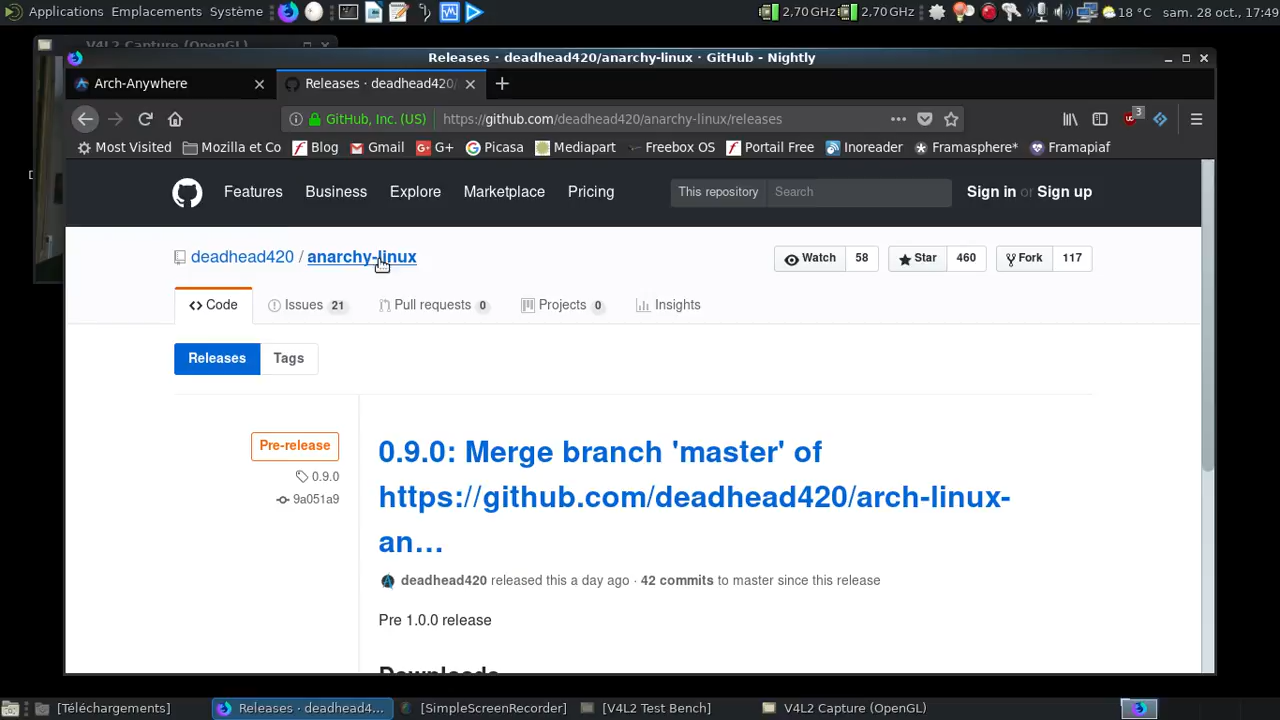 Applications Emplacements Système 2,70 GHz 2,70 GHz 18 °C sam. 28 oct., 17:49
V4L2 Capture (OpenGL)
Releases · deadhead420/anarchy-linux · GitHub - Nightly
Arch-Anywhere Releases · deadhead420/
GitHub, Inc. (US) https://github.com/deadhead420/anarchy-linux/releases 3
Most Visited Mozilla et Co Blog Gmail G+ Picasa Mediapart Freebox OS Portail Free Inoreader Framasphere* Framapiaf
Features Business Explore Marketplace Pricing This repository Search Sign in or Sign up
deadhead420 / anarchy-linux Watch 58 Star 460 Fork 117
Code Issues 21 Pull requests 0 Projects 0 Insights
Releases Tags
Pre-release
0.9.0
9a051a9
0.9.0: Merge branch 'master' of
https://github.com/deadhead420/arch-linux-
an...
deadhead420 released this a day ago · 42 commits to master since this release
Pre 1.0.0 release
Downloads
[Téléchargements] Releases · deadhead4... [SimpleScreenRecorder] [V4L2 Test Bench] V4L2 Capture (OpenGL)